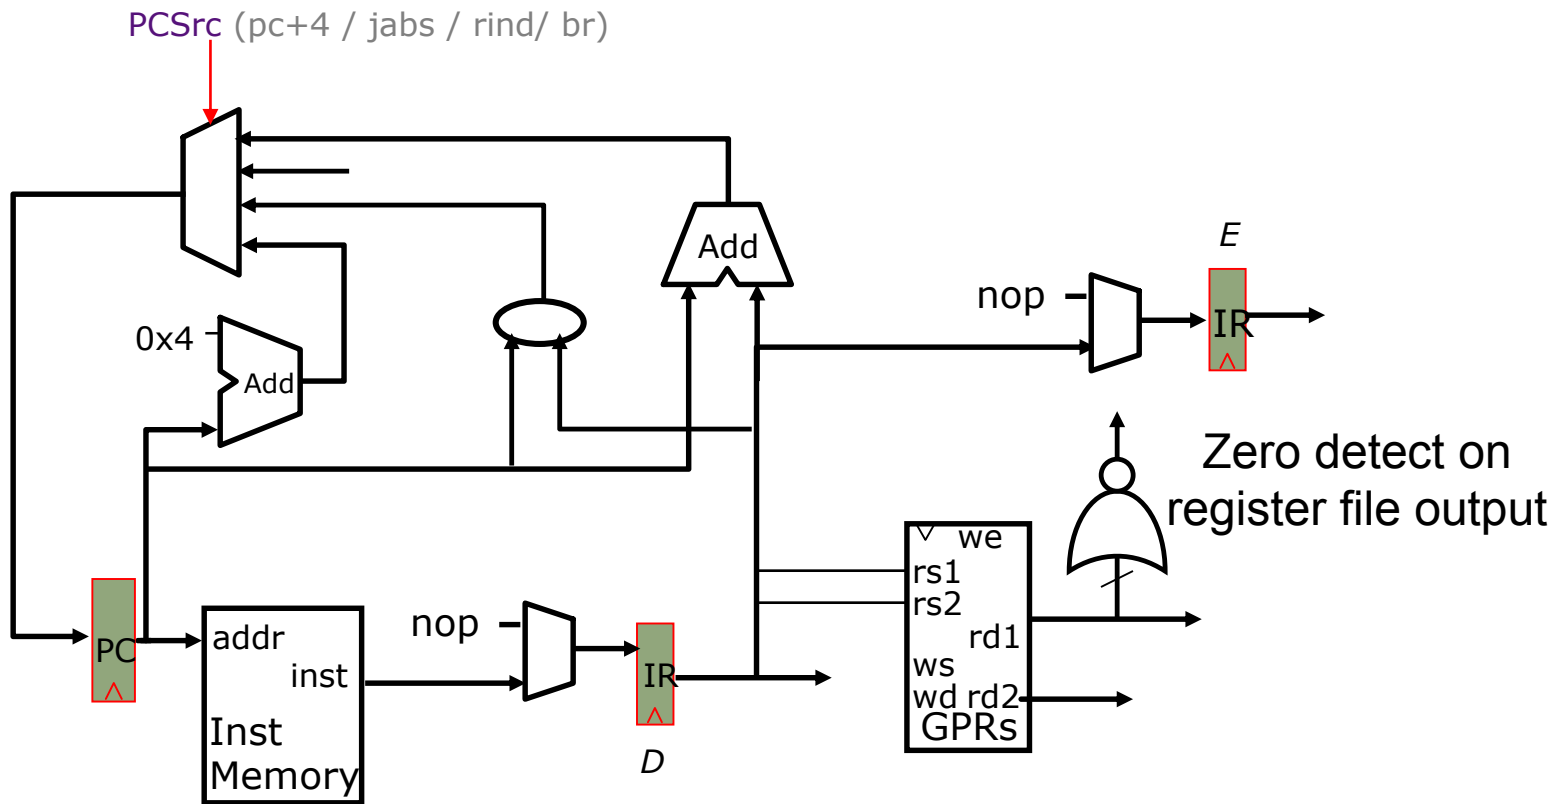 PCSrc (pc+4 / jabs / rind/ br)
Add
E
nop
IR
0x4
Add
Zero detect on
register file output
we
rs1
rs2
rd1
ws
wd rd2
GPRs
nop
PC
addr
inst
Inst
Memory
IR
D